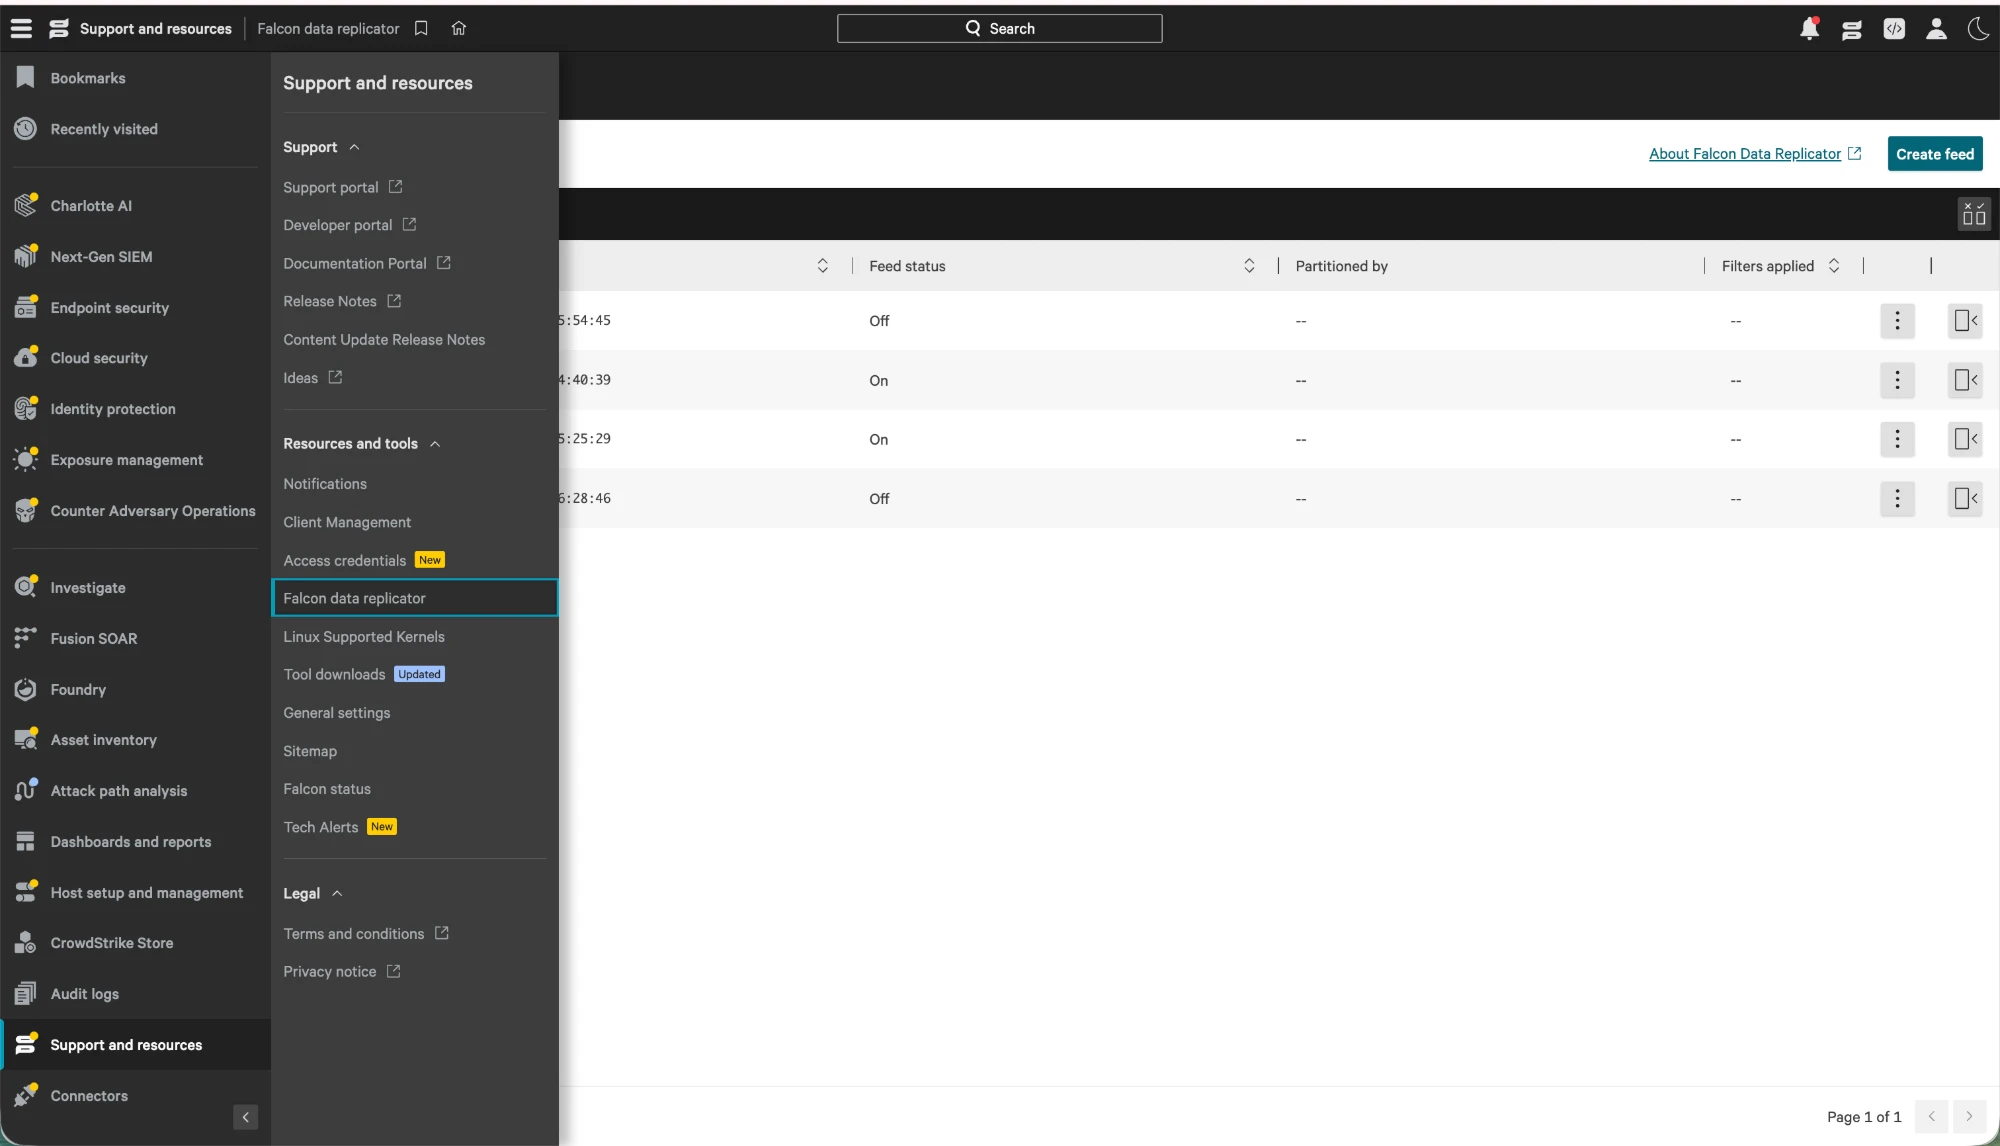 Support and resources
Falcon data replicator
Search
Bookmarks
Recently visited
Charlotte AI
Next-Gen SIEM
Endpoint security
Cloud security
Identity protection
Exposure management
Counter Adversary Operations
Investigate
Fusion SOAR
Foundry
Asset inventory
Attack path analysis
Dashboards and reports
Host setup and management
CrowdStrike Store
Audit logs
Support and resources
Connectors
Support and resources
Support
Support portal
Developer portal
Documentation Portal
Release Notes
Content Update Release Notes
Ideas
Resources and tools
Notifications
Client Management
Access credentials New
Falcon data replicator
Linux Supported Kernels
Tool downloads Updated
General settings
Sitemap
Falcon status
Tech Alerts New
Legal
Terms and conditions
Privacy notice
About Falcon Data Replicator
Create feed
Feed status Partitioned by Filters applied
5:54:45 Off -- --
4:40:39 On -- --
5:25:29 On -- --
6:28:46 Off -- --
Page 1 of 1